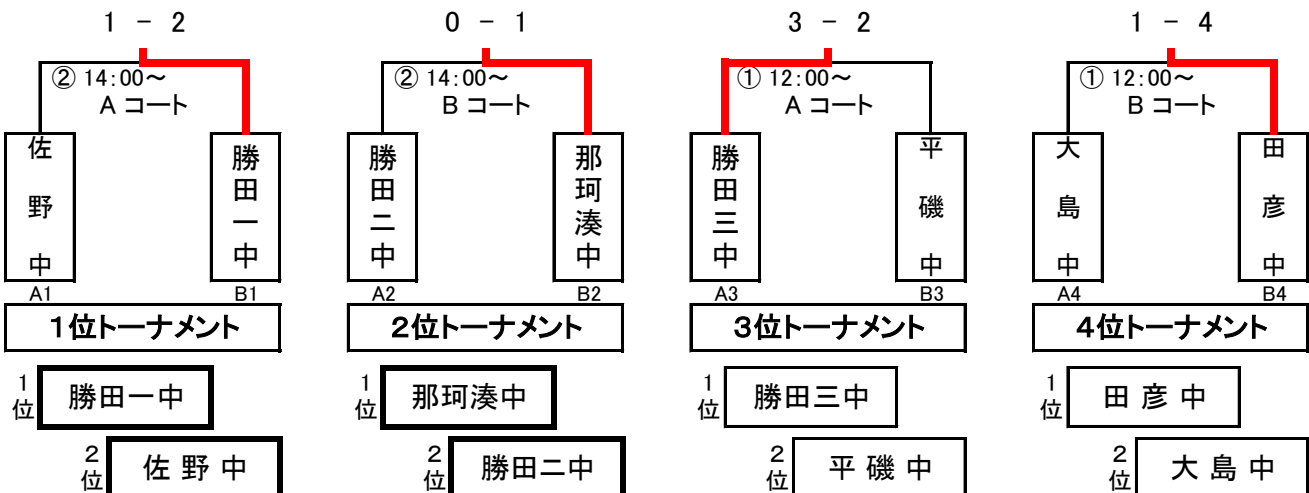 1 - 2
② 14:00～
A コート
佐野中
勝田一中
A1
B1
1位トーナメント
1位
勝田一中
2位
佐野中
0 - 1
② 14:00～
B コート
勝田二中
那珂湊中
A2
B2
2位トーナメント
1位
那珂湊中
2位
勝田二中
3 - 2
① 12:00～
A コート
勝田三中
平磯中
A3
B3
3位トーナメント
1位
勝田三中
2位
平磯中
1 - 4
① 12:00～
B コート
大島中
田彦中
A4
B4
4位トーナメント
1位
田彦中
2位
大島中